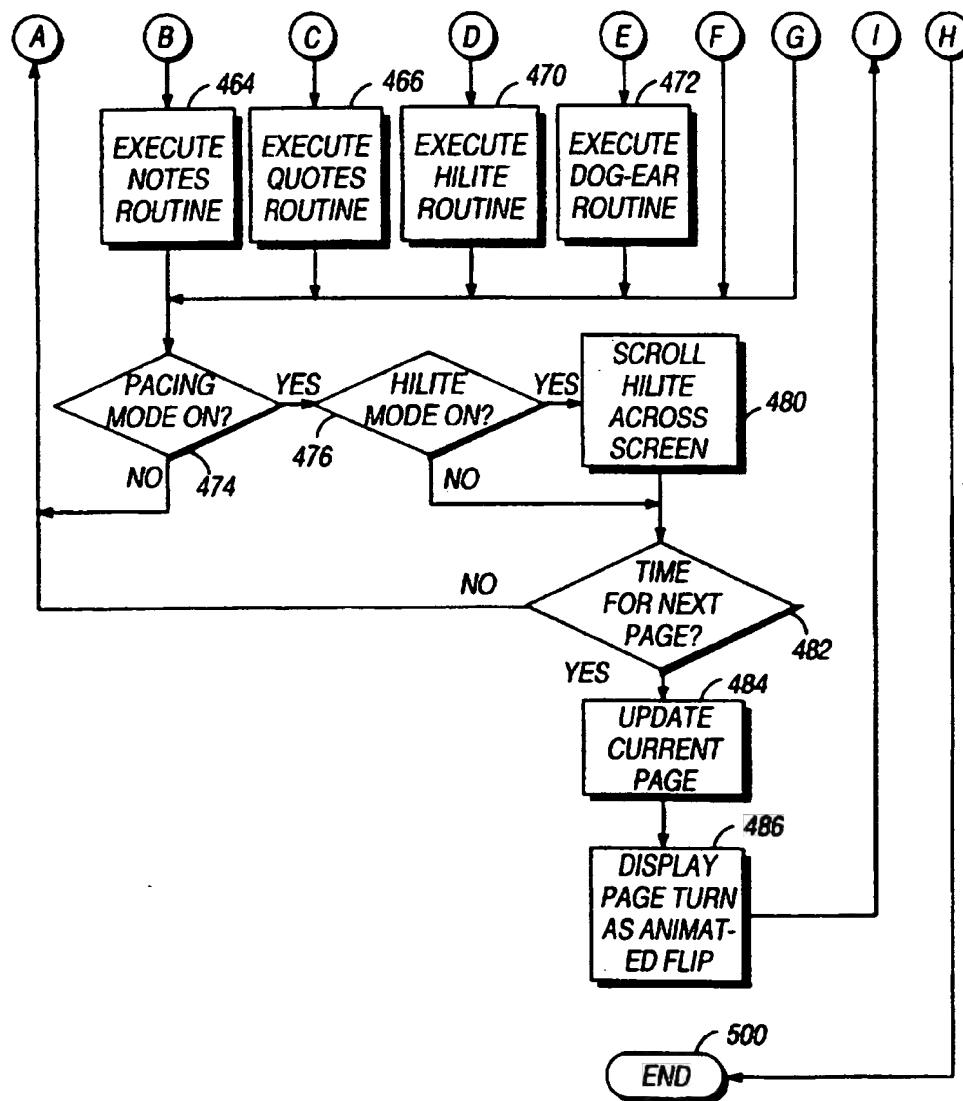 A B C D E F G I H
464 466 470 472
EXECUTE
NOTES
ROUTINE
EXECUTE
QUOTES
ROUTINE
EXECUTE
HILITE
ROUTINE
EXECUTE
DOG-EAR
ROUTINE
PACING
MODE ON?
YES
NO
474
HILITE
MODE ON?
YES
476
NO
SCROLL
HILITE
ACROSS
SCREEN
480
TIME
FOR NEXT
PAGE?
NO
482
YES
484
UPDATE
CURRENT
PAGE
486
DISPLAY
PAGE TURN
AS ANIMAT-
ED FLIP
500
END